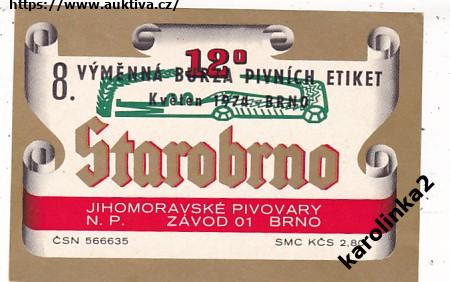 https://www.auktiva.cz/
12º
8. VÝMĚNNÁ BURZA PIVNÍCH ETIKET
Květen 1974 BRNO
Starobrno
JIHOMORAVSKÉ PIVOVARY
N. P. ZÁVOD 01 BRNO
ČSN 566635 SMC KČS 2,80
karolinka2